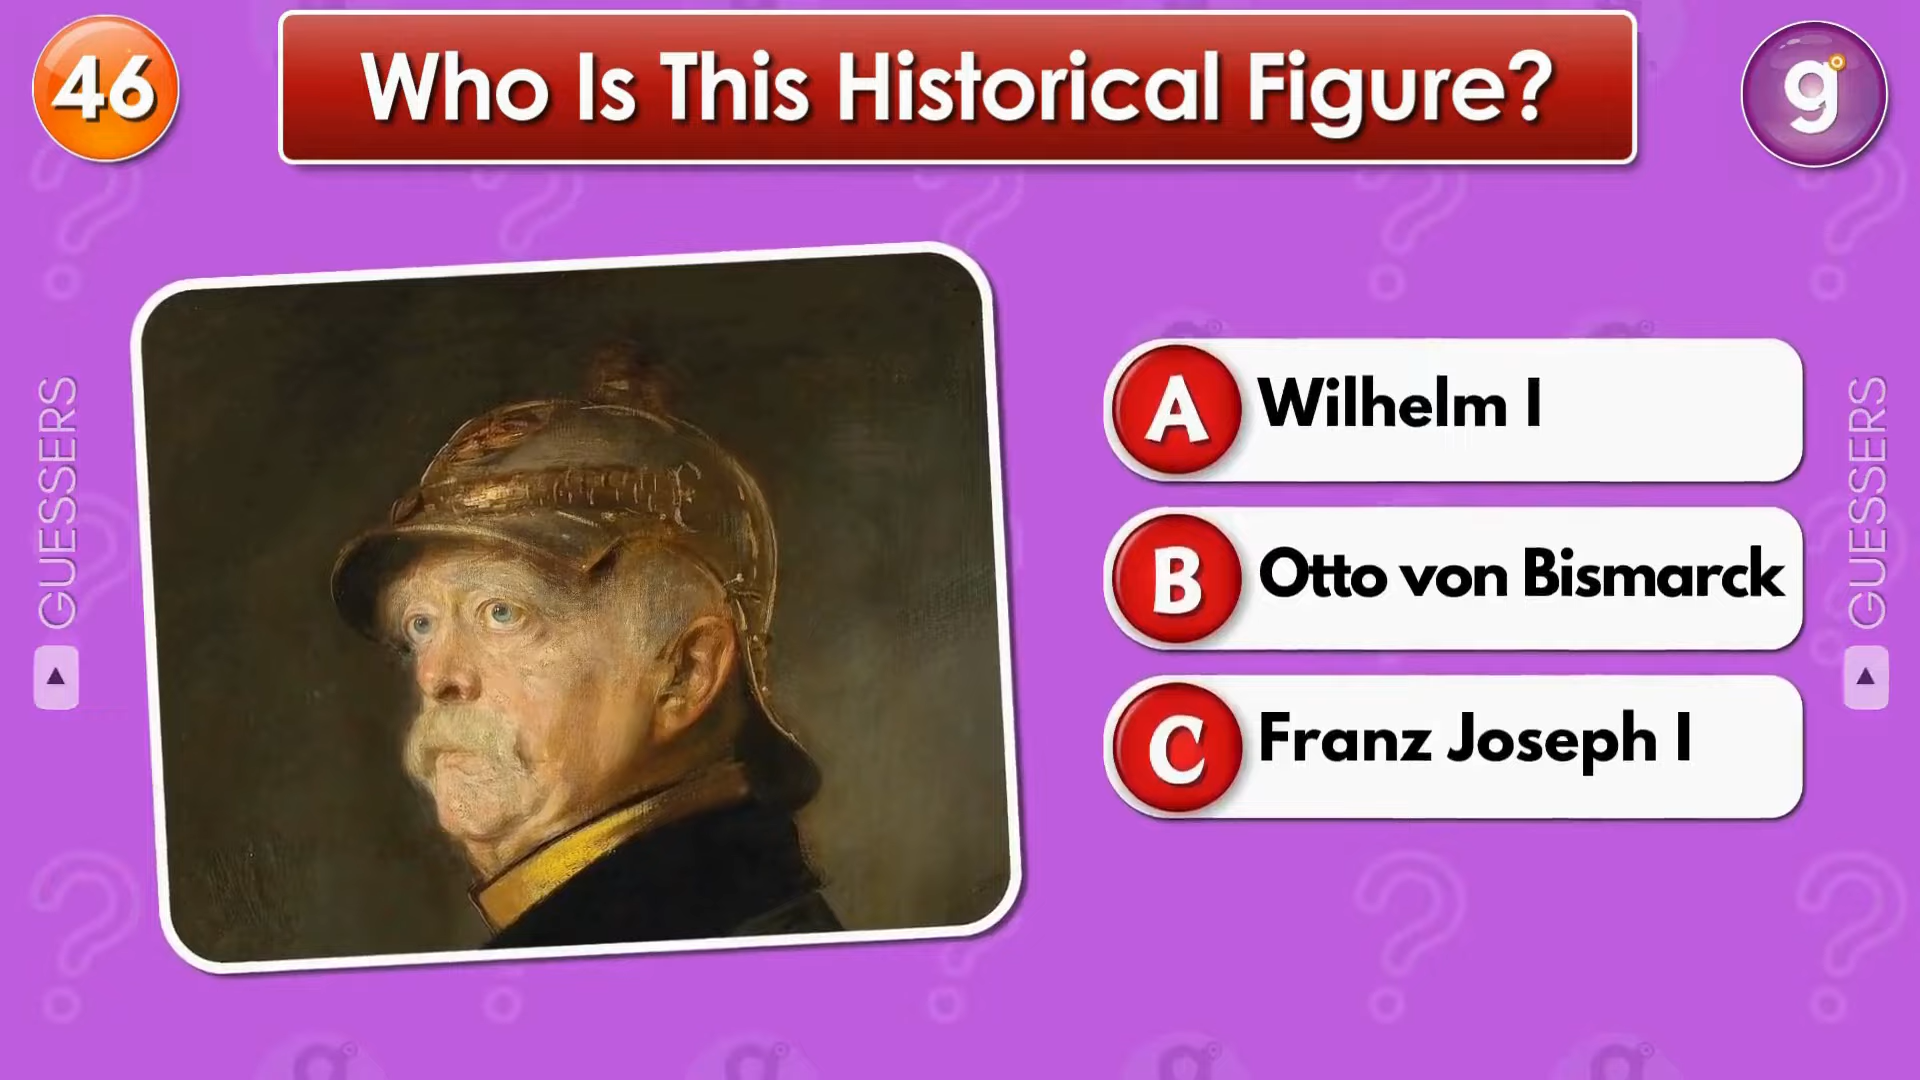 46
Who Is This Historical Figure?
g
GUESSERS
A Wilhelm I
B Otto von Bismarck
C Franz Joseph I
GUESSERS